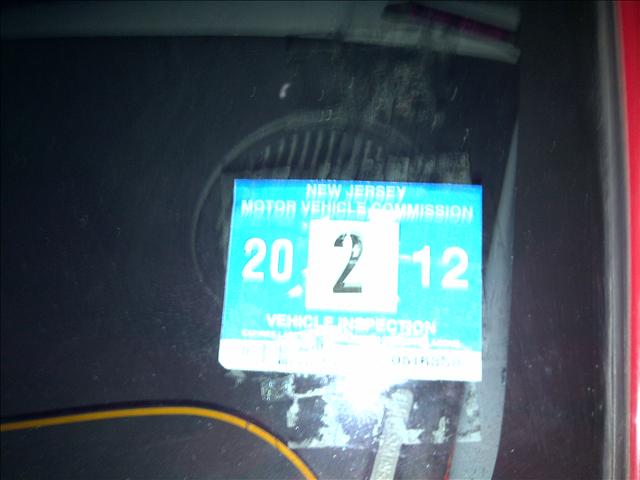 NEW JERSEY
MOTOR VEHICLE COMMISSION
20 2 12
VEHICLE INSPECTION